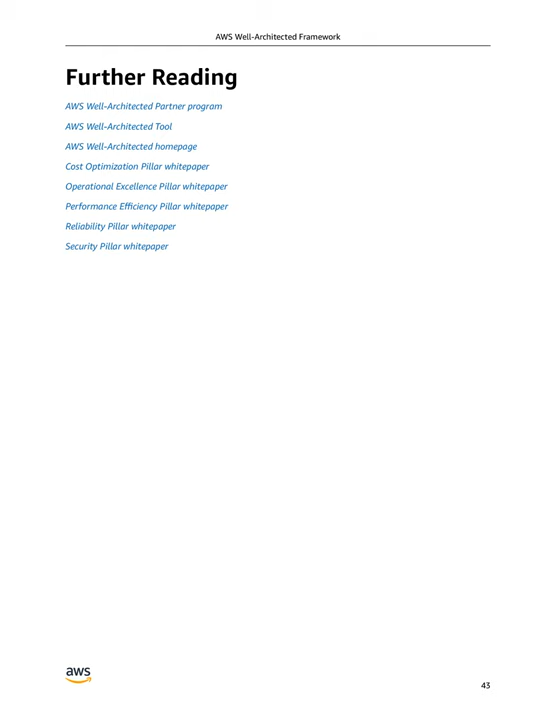 AWS Well-Architected Framework
Further Reading
AWS Well-Architected Partner program
AWS Well-Architected Tool
AWS Well-Architected homepage
Cost Optimization Pillar whitepaper
Operational Excellence Pillar whitepaper
Performance Efficiency Pillar whitepaper
Reliability Pillar whitepaper
Security Pillar whitepaper
aws
43